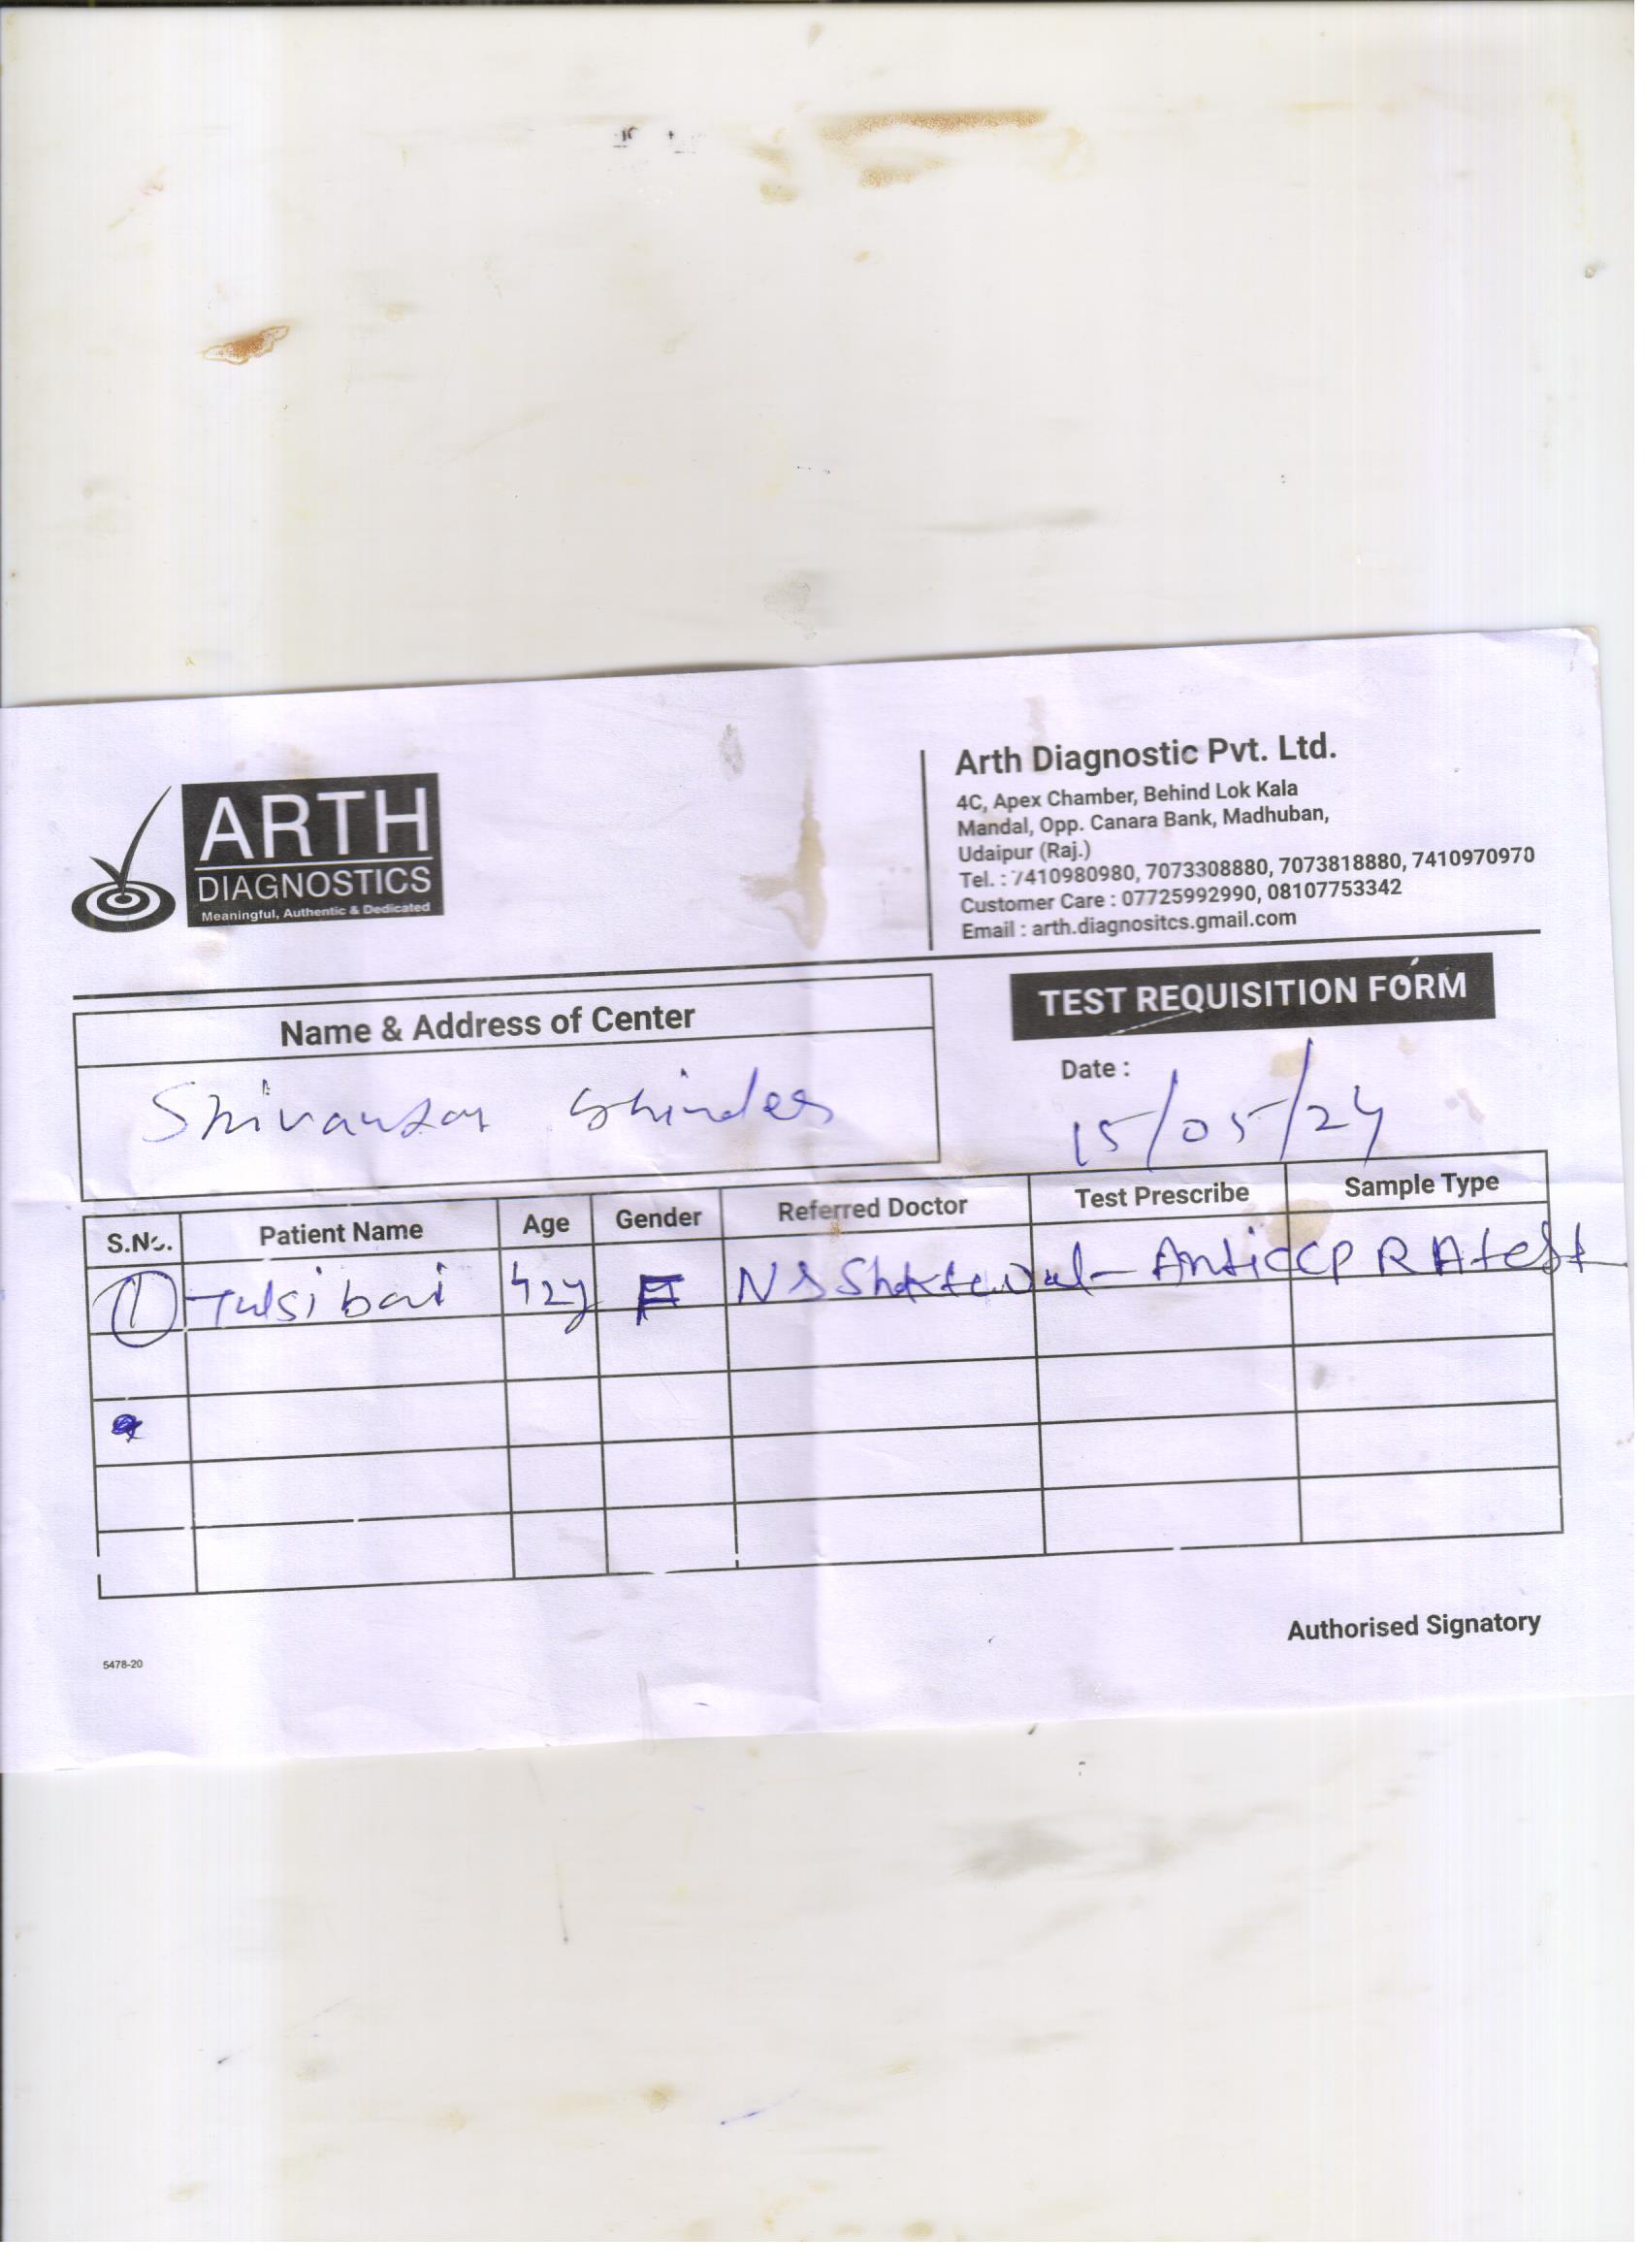 ARTH
DIAGNOSTICS
Meaningful, Authentic & Dedicated
Arth Diagnostic Pvt. Ltd.
4C, Apex Chamber, Behind Lok Kala
Mandal, Opp. Canara Bank, Madhuban,
Udaipur (Raj.)
Tel. : 7410980980, 7073308880, 7073818880, 7410970970
Customer Care : 07725992990, 08107753342
Email : arth.diagnositcs.gmail.com
Name & Address of Center
TEST REQUISITION FORM
Date :
15/05/24
S.No. Patient Name Age Gender Referred Doctor Test Prescribe Sample Type
1 Tulsi bai 42y F NS Anti CCP RA test
Authorised Signatory
5478-20